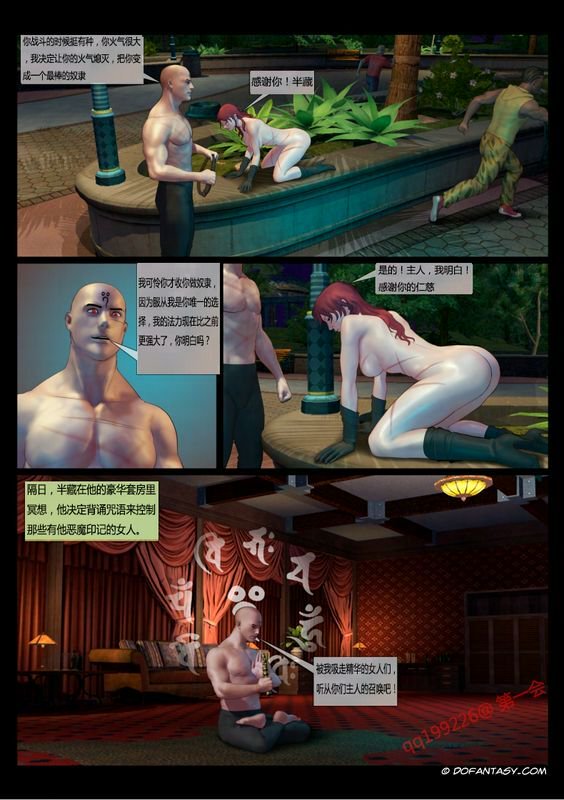 你战斗的时候挺有种，你火气很大
，我决定让你的火气熄灭，把你变
成一个最棒的奴隶
感谢你！半藏
我可怜你才收你做奴隶，
因为服从我是你唯一的选
择，我的法力现在比之前
更强大了，你明白吗？
是的！主人，我明白！
感谢你的仁慈
隔日，半藏在他的豪华套房里
冥想，他决定背诵咒语来控制
那些有他恶魔印记的女人。
被我吸走精华的女人们，
听从你们主人的召唤吧！
qq199226@第一会
© DOFANTASY.COM